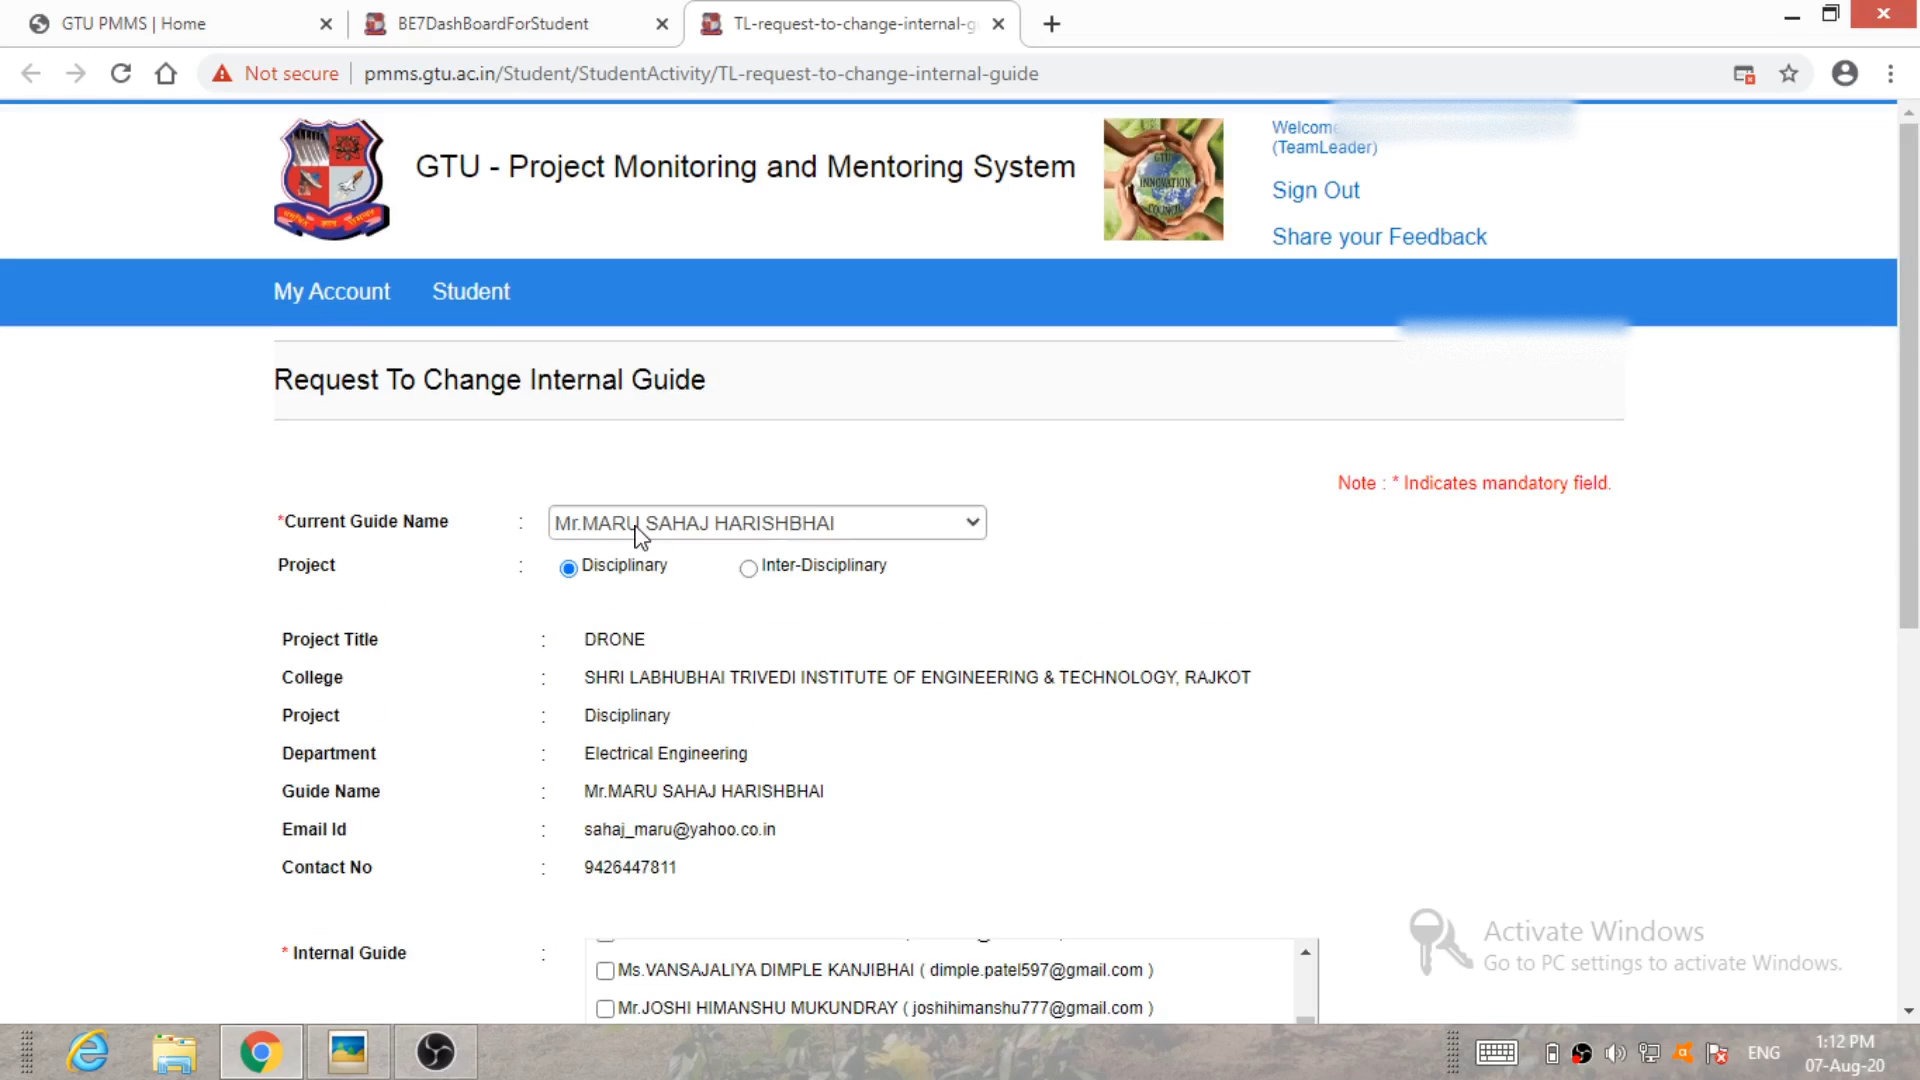 GTU PMMS | Home
BE7DashBoardForStudent
TL-request-to-change-internal-g
Not secure
pmms.gtu.ac.in/Student/StudentActivity/TL-request-to-change-internal-guide
GTU - Project Monitoring and Mentoring System
GTU
INNOVATION
COUNCIL
Welcome
(TeamLeader)
Sign Out
Share your Feedback
My Account Student
Request To Change Internal Guide
Note : * Indicates mandatory field.
*Current Guide Name : Mr.MARU SAHAJ HARISHBHAI
Project : Disciplinary Inter-Disciplinary
Project Title : DRONE
College : SHRI LABHUBHAI TRIVEDI INSTITUTE OF ENGINEERING & TECHNOLOGY, RAJKOT
Project : Disciplinary
Department : Electrical Engineering
Guide Name : Mr.MARU SAHAJ HARISHBHAI
Email Id : sahaj_maru@yahoo.co.in
Contact No : 9426447811
* Internal Guide :
Ms.VANSAJALIYA DIMPLE KANJIBHAI ( dimple.patel597@gmail.com )
Mr.JOSHI HIMANSHU MUKUNDRAY ( joshihimanshu777@gmail.com )
Activate Windows
Go to PC settings to activate Windows.
ENG
1:12 PM
07-Aug-20